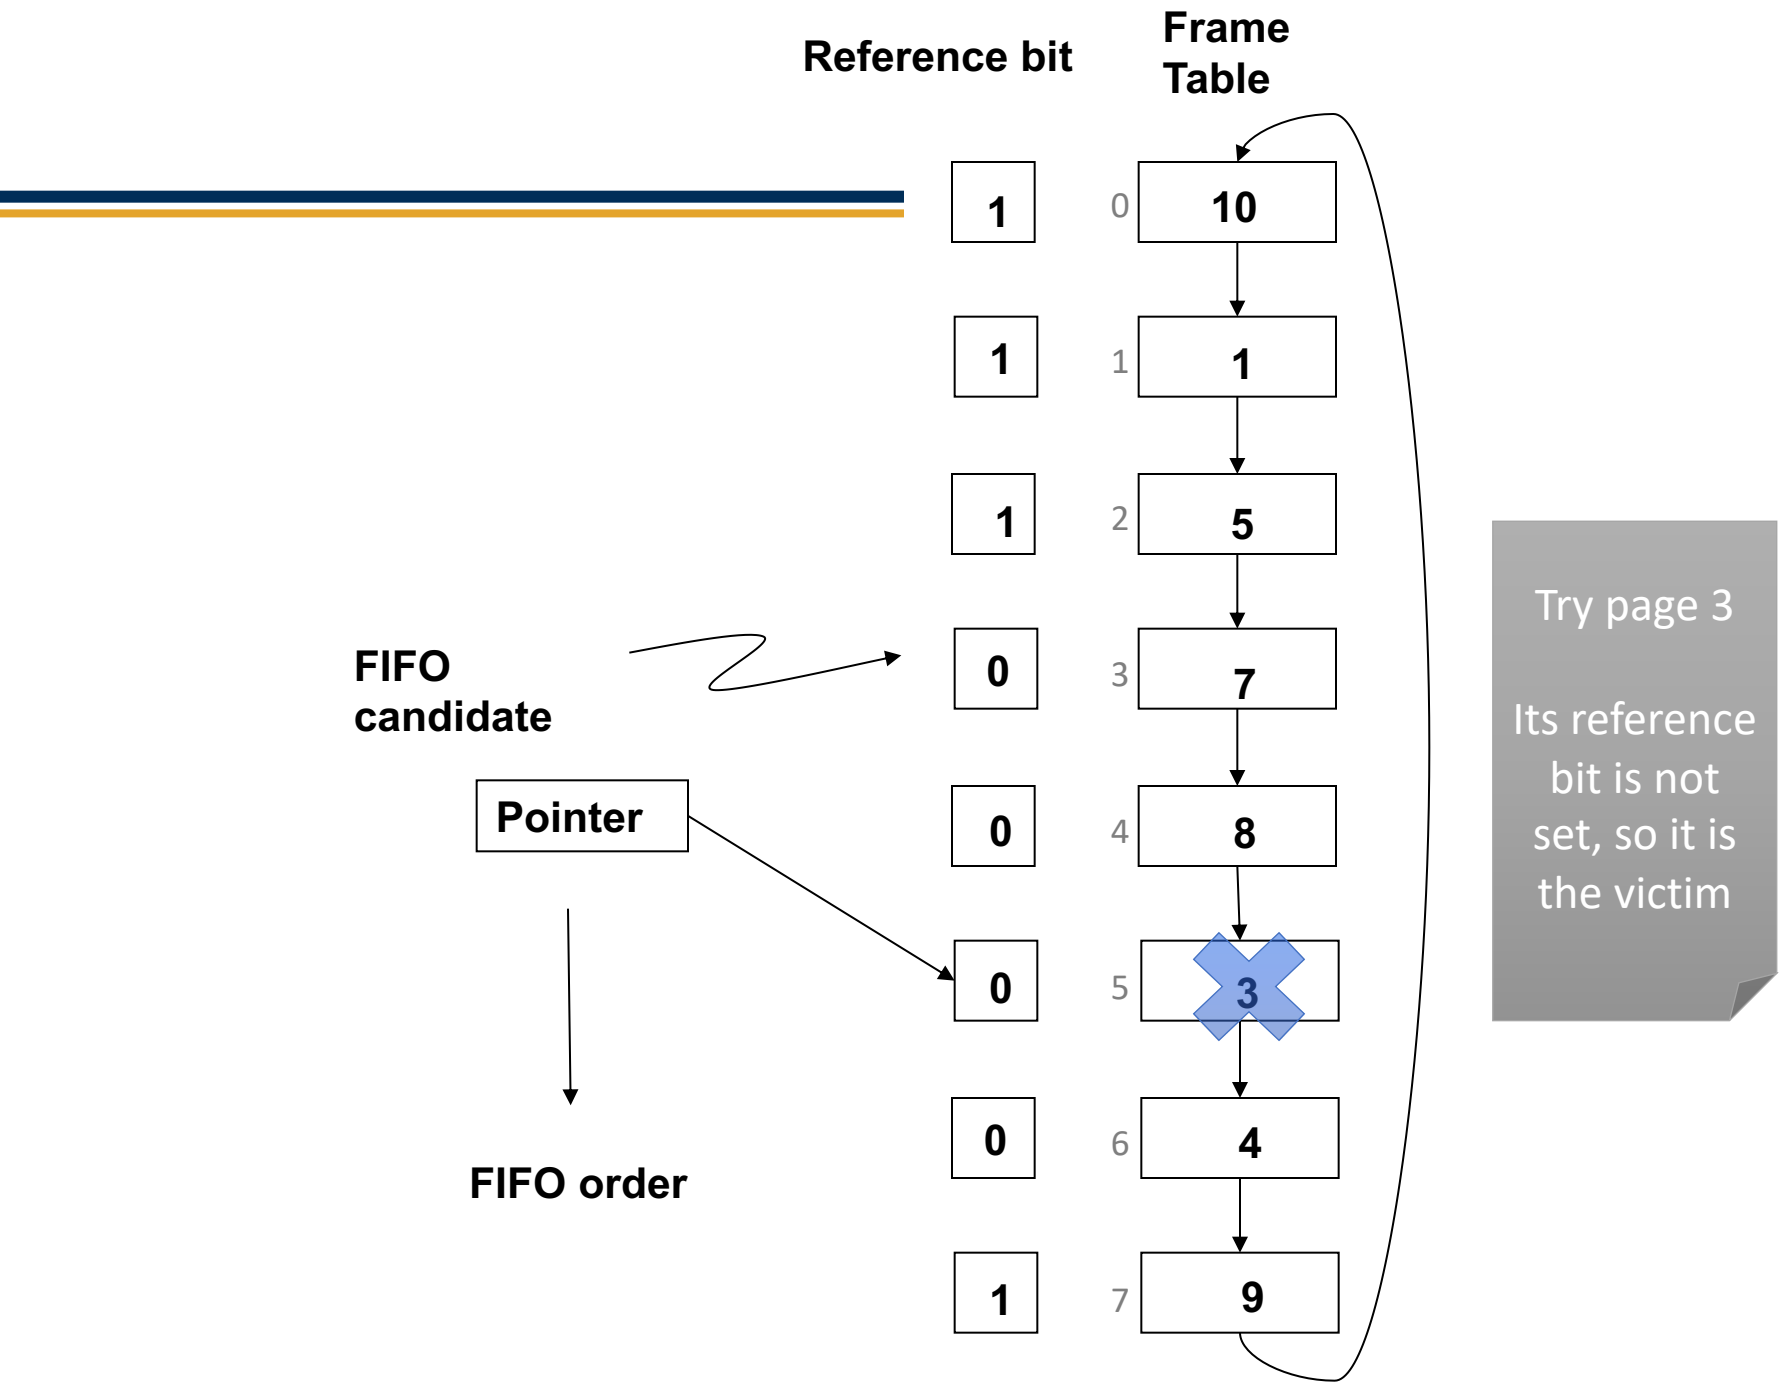 Reference bit
Frame
Table
1 0 10
1 1 1
1 2 5
FIFO
candidate
0 3 7
Pointer
0 4 8
0 5 3
0 6 4
FIFO order
1 7 9
Try page 3
Its reference
bit is not
set, so it is
the victim